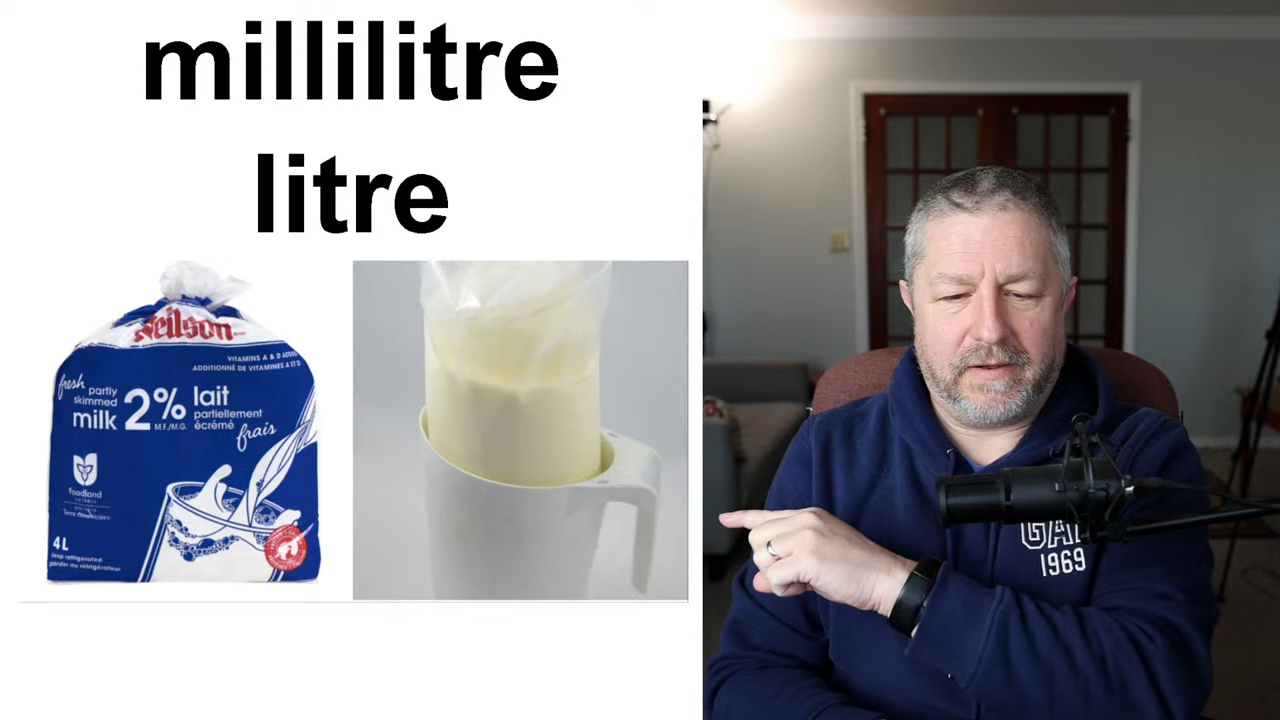 millilitre
litre
Neilson
VITAMINS A & D ADDED
ADDITIONNÉ DE VITAMINES A ET D
fresh partly skimmed milk
2%
M.F./M.G.
lait partiellement écrémé frais
Foodland
ONTARIO
4 L
keep refrigerated
garder au réfrigérateur
GAP
1969